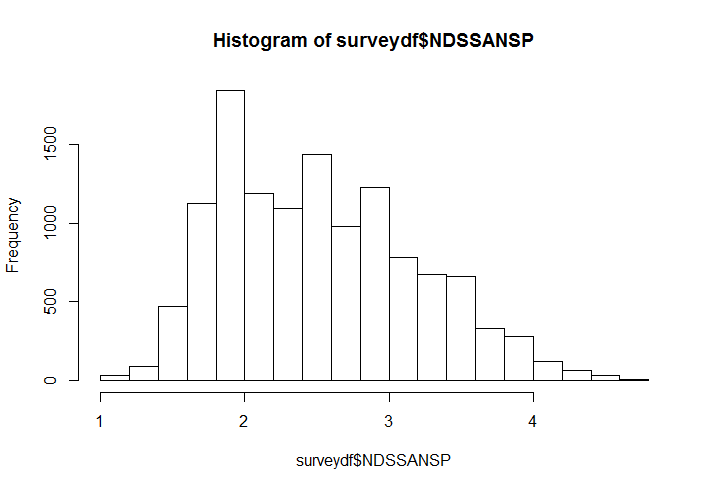 Histogram of surveydf$NDSSANSP
Frequency
1500
1000
500
0
1 2 3 4
surveydf$NDSSANSP